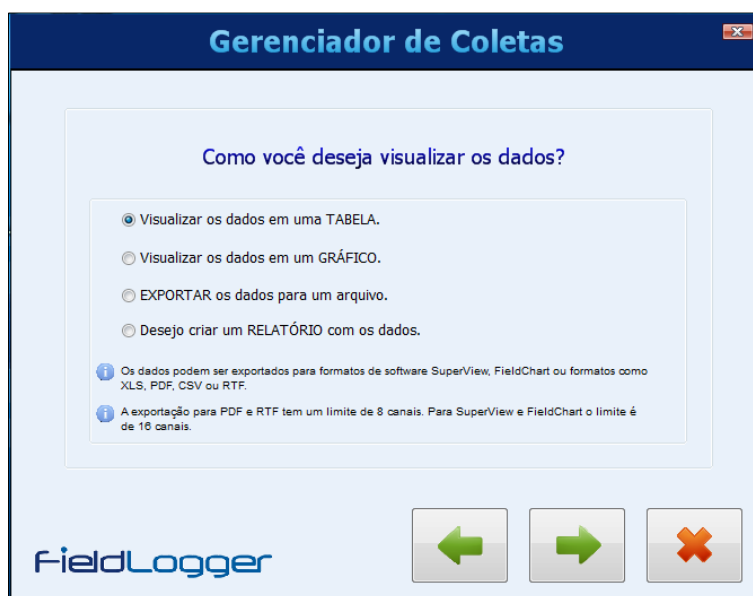 Gerenciador de Coletas
Como você deseja visualizar os dados?
Visualizar os dados em uma TABELA.
Visualizar os dados em um GRÁFICO.
EXPORTAR os dados para um arquivo.
Desejo criar um RELATÓRIO com os dados.
Os dados podem ser exportados para formatos de software SuperView, FieldChart ou formatos como
XLS, PDF, CSV ou RTF.
A exportação para PDF e RTF tem um limite de 8 canais. Para SuperView e FieldChart o limite é
de 16 canais.
FieldLogger